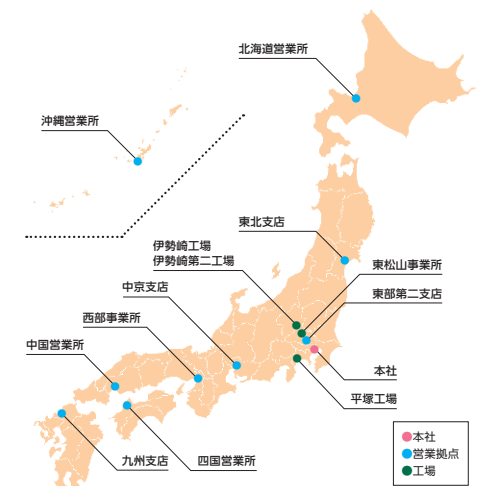 北海道営業所
沖縄営業所
東北支店
伊勢崎工場
伊勢崎第二工場
東松山事業所
中京支店
東部第二支店
西部事業所
中国営業所
本社
平塚工場
九州支店
四国営業所
本社
営業拠点
工場